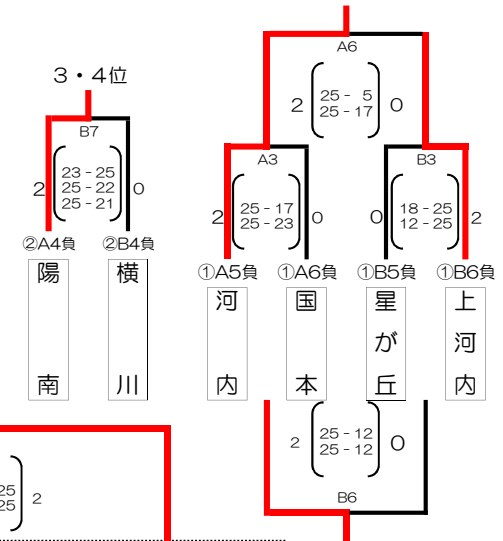 A6
2
25 - 5
25 - 17
0
3・4位
B7
2
23 - 25
25 - 22
25 - 21
0
A3
2
25 - 17
25 - 23
0
B3
0
18 - 25
12 - 25
2
②A4負
②B4負
①A5負
①A6負
①B5負
①B6負
陽南
横川
河内
国本
星が丘
上河内
2
25 - 12
25 - 12
0
B6
25
25
2